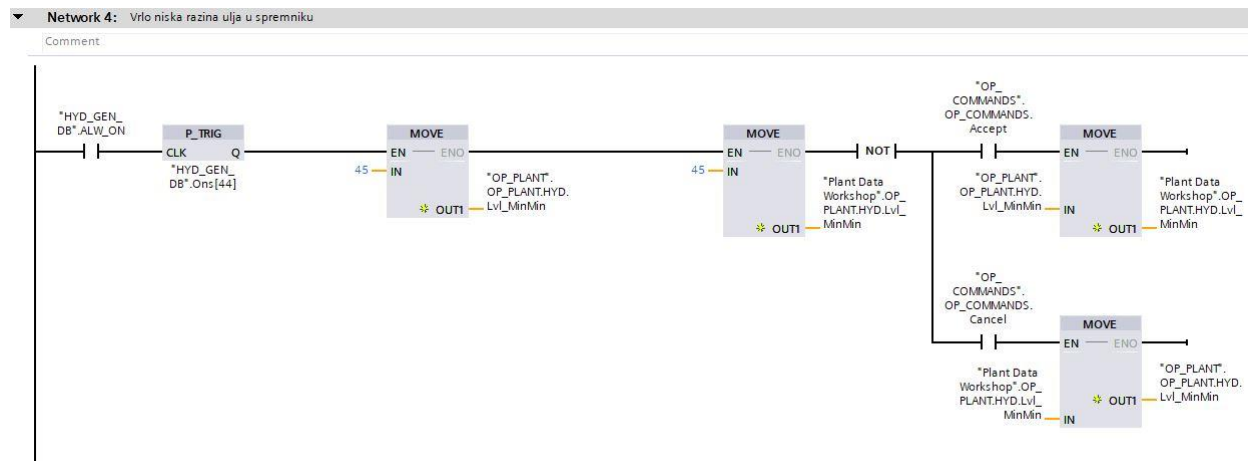 Network 4: Vrlo niska razina ulja u spremniku
Comment
"HYD_GEN_
DB".ALW_ON
P_TRIG
CLK Q
"HYD_GEN_
DB".Ons[44]
MOVE
EN ENO
45 IN
OUT1
"OP_PLANT".
OP_PLANT.HYD.
Lvl_MinMin
MOVE
EN ENO
45 IN
OUT1
"Plant Data
Workshop".OP_
PLANT.HYD.Lvl_
MinMin
NOT
"OP_
COMMANDS".
OP_COMMANDS.
Accept
MOVE
EN ENO
"OP_PLANT".
OP_PLANT.HYD.
Lvl_MinMin
IN
OUT1
"Plant Data
Workshop".OP_
PLANT.HYD.Lvl_
MinMin
"OP_
COMMANDS".
OP_COMMANDS.
Cancel
MOVE
EN ENO
"Plant Data
Workshop".OP_
PLANT.HYD.Lvl_
MinMin
IN
OUT1
"OP_PLANT".
OP_PLANT.HYD.
Lvl_MinMin